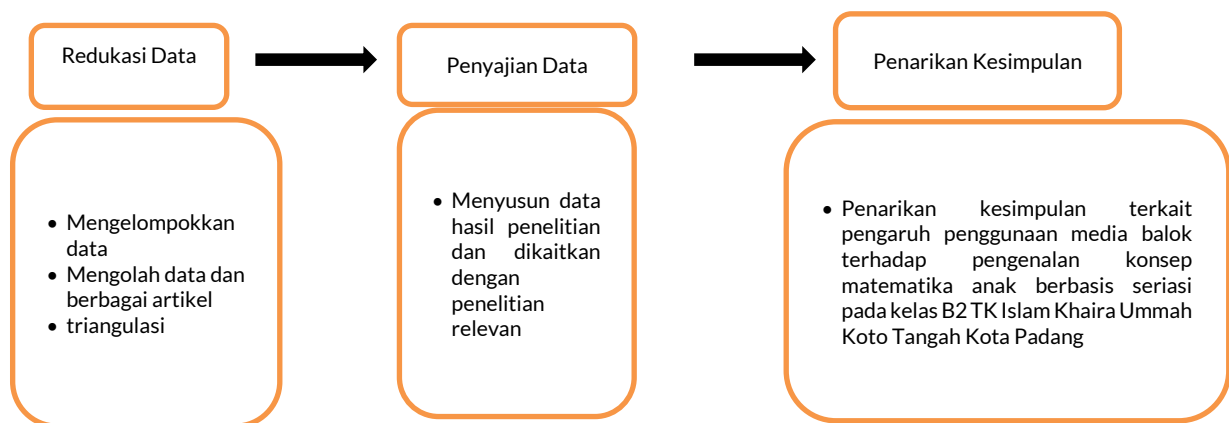 Redukasi Data
Penyajian Data
Penarikan Kesimpulan
• Mengelompokkan
data
• Mengolah data dan
berbagai artikel
• triangulasi
• Menyusun data
hasil penelitian
dan dikaitkan
dengan
penelitian
relevan
• Penarikan kesimpulan terkait
pengaruh penggunaan media balok
terhadap pengenalan konsep
matematika anak berbasis seriasi
pada kelas B2 TK Islam Khaira Ummah
Koto Tangah Kota Padang